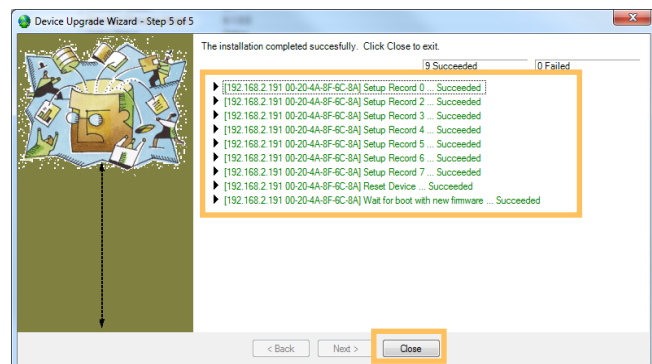 Device Upgrade Wizard - Step 5 of 5
The installation completed succesfully. Click Close to exit.
9 Succeeded 0 Failed
[192.168.2.191 00-20-4A-8F-6C-8A] Setup Record 0 ... Succeeded
[192.168.2.191 00-20-4A-8F-6C-8A] Setup Record 2 ... Succeeded
[192.168.2.191 00-20-4A-8F-6C-8A] Setup Record 3 ... Succeeded
[192.168.2.191 00-20-4A-8F-6C-8A] Setup Record 4 ... Succeeded
[192.168.2.191 00-20-4A-8F-6C-8A] Setup Record 5 ... Succeeded
[192.168.2.191 00-20-4A-8F-6C-8A] Setup Record 6 ... Succeeded
[192.168.2.191 00-20-4A-8F-6C-8A] Setup Record 7 ... Succeeded
[192.168.2.191 00-20-4A-8F-6C-8A] Reset Device ... Succeeded
[192.168.2.191 00-20-4A-8F-6C-8A] Wait for boot with new firmware ... Succeeded
< Back Next > Close